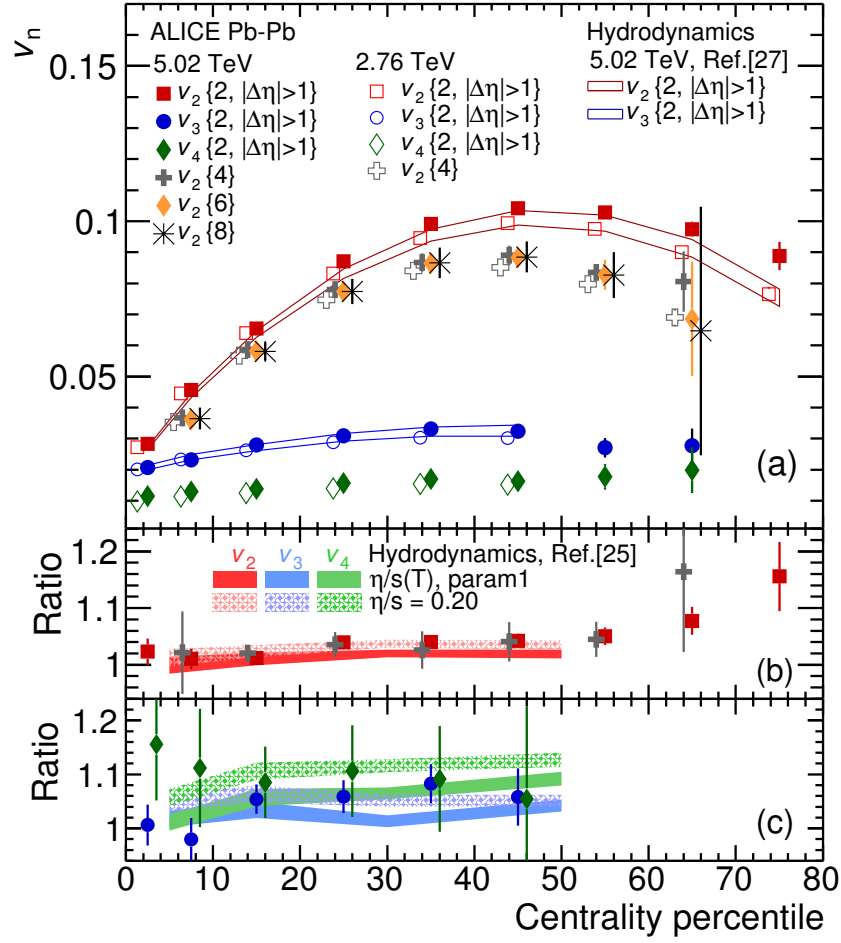 v_n
0.15
0.1
0.05
ALICE Pb-Pb
5.02 TeV
v_2 {2, |Δη|>1}
v_3 {2, |Δη|>1}
v_4 {2, |Δη|>1}
v_2 {4}
v_2 {6}
v_2 {8}
2.76 TeV
v_2 {2, |Δη|>1}
v_3 {2, |Δη|>1}
v_4 {2, |Δη|>1}
v_2 {4}
Hydrodynamics
5.02 TeV, Ref.[27]
v_2 {2, |Δη|>1}
v_3 {2, |Δη|>1}
(a)
Ratio
1.2
1.1
1
v_2 v_3 v_4 Hydrodynamics, Ref.[25]
η/s(T), param1
η/s = 0.20
(b)
Ratio
1.2
1.1
1
(c)
0 10 20 30 40 50 60 70 80
Centrality percentile